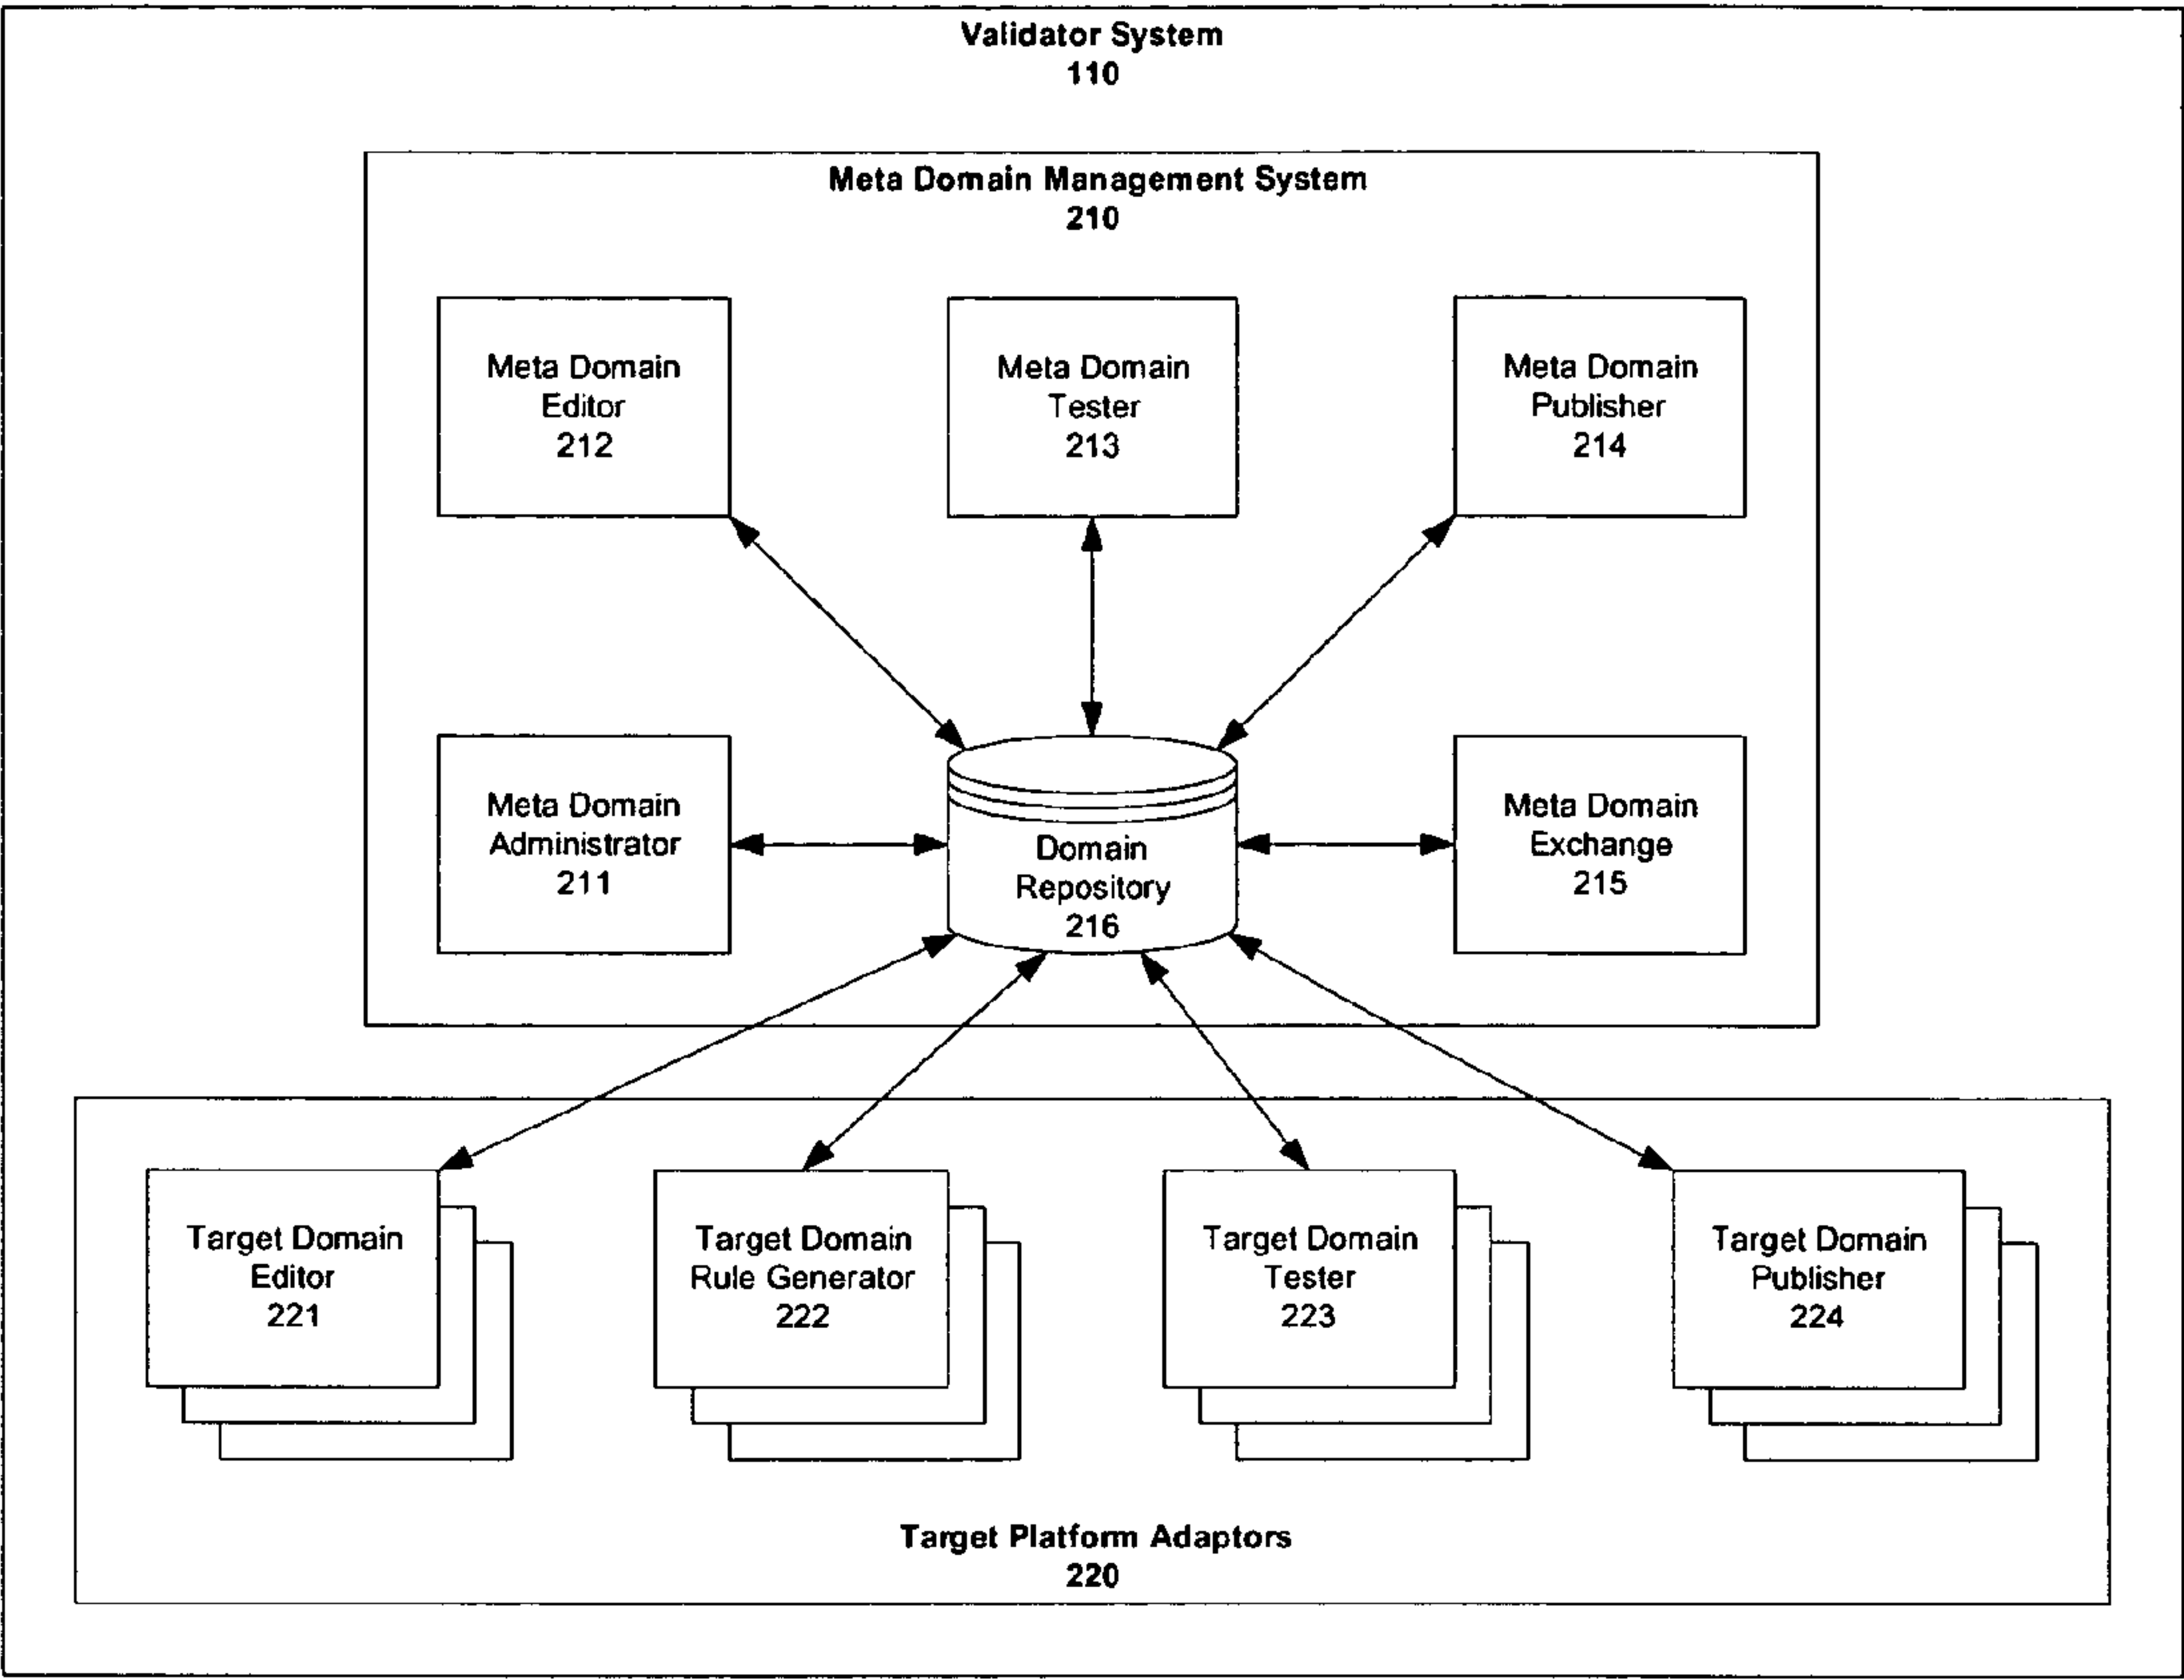 Validator System
110
Meta Domain Management System
210
Meta Domain
Editor
212
Meta Domain
Tester
213
Meta Domain
Publisher
214
Meta Domain
Administrator
211
Domain
Repository
216
Meta Domain
Exchange
215
Target Domain
Editor
221
Target Domain
Rule Generator
222
Target Domain
Tester
223
Target Domain
Publisher
224
Target Platform Adaptors
220